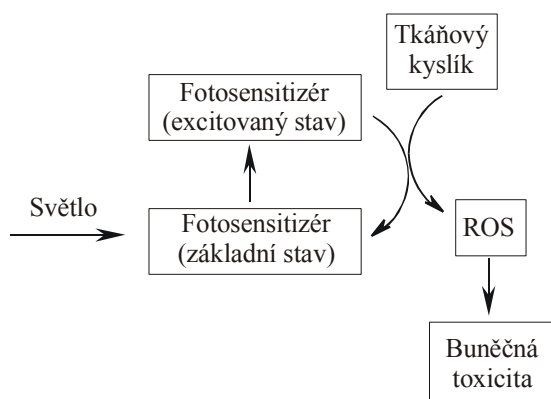 Tkáňový
kyslík
Fotosensitizér
(excitovaný stav)
Světlo
Fotosensitizér
(základní stav)
ROS
Buněčná
toxicita